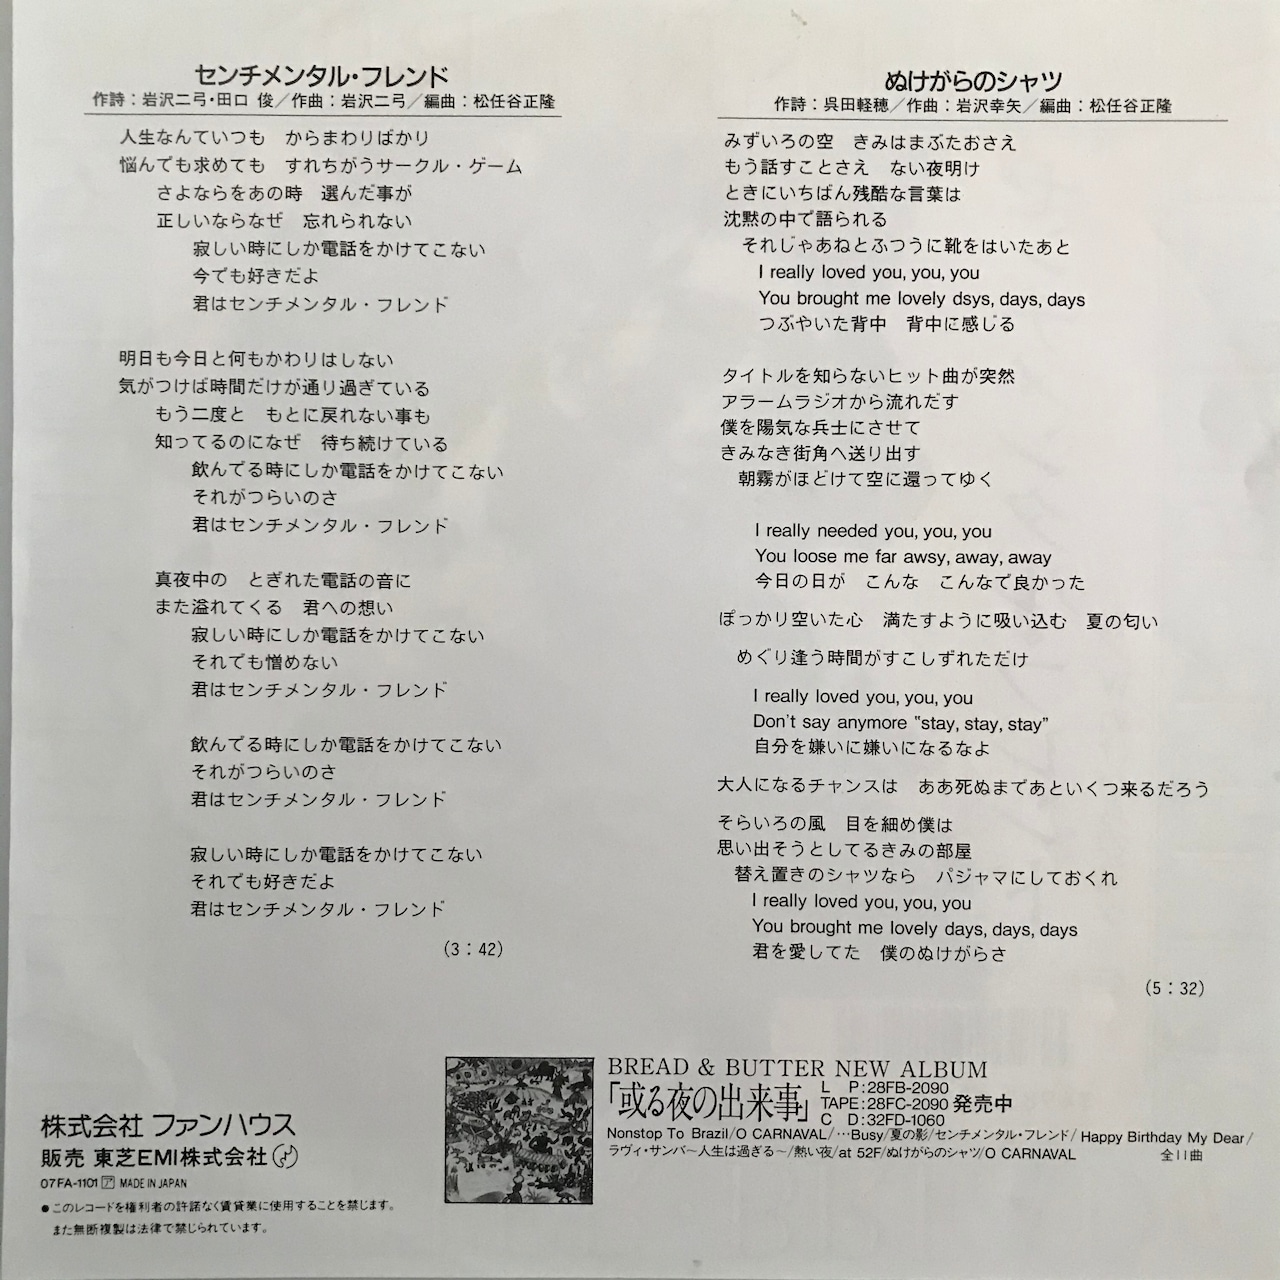 センチメンタル・フレンド
作詩：岩沢二弓・田口 俊／作曲：岩沢二弓／編曲：松任谷正隆
人生なんていつも　からまわりばかり
悩んでも求めても　すれちがうサークル・ゲーム
さよならをあの時　選んだ事が
正しいならなぜ　忘れられない
寂しい時にしか電話をかけてこない
今でも好きだよ
君はセンチメンタル・フレンド
明日も今日と何もかわりはしない
気がつけば時間だけが通り過ぎている
もう二度と　もとに戻れない事も
知ってるのになぜ　待ち続けている
飲んでる時にしか電話をかけてこない
それがつらいのさ
君はセンチメンタル・フレンド
真夜中の　とぎれた電話の音に
また溢れてくる　君への想い
寂しい時にしか電話をかけてこない
それでも憎めない
君はセンチメンタル・フレンド
飲んでる時にしか電話をかけてこない
それがつらいのさ
君はセンチメンタル・フレンド
寂しい時にしか電話をかけてこない
それでも好きだよ
君はセンチメンタル・フレンド
(3：42)
ぬけがらのシャツ
作詩：呉田軽穂／作曲：岩沢幸矢／編曲：松任谷正隆
みずいろの空　きみはまぶたおさえ
もう話すことさえ　ない夜明け
ときにいちばん残酷な言葉は
沈黙の中で語られる
それじゃあねとふつうに靴をはいたあと
I really loved you, you, you
You brought me lovely dsys, days, days
つぶやいた背中　背中に感じる
タイトルを知らないヒット曲が突然
アラームラジオから流れだす
僕を陽気な兵士にさせて
きみなき街角へ送り出す
朝霧がほどけて空に還ってゆく
I really needed you, you, you
You loose me far awsy, away, away
今日の日が　こんな　こんなで良かった
ぽっかり空いた心　満たすように吸い込む　夏の匂い
めぐり逢う時間がすこしずれただけ
I really loved you, you, you
Don't say anymore “stay, stay, stay”
自分を嫌いに嫌いになるなよ
大人になるチャンスは　ああ死ぬまであといくつ来るだろう
そらいろの風　目を細め僕は
思い出そうとしてるきみの部屋
替え置きのシャツなら　パジャマにしておくれ
I really loved you, you, you
You brought me lovely days, days, days
君を愛してた　僕のぬけがらさ
(5：32)
株式会社 ファンハウス
販売 東芝EMI株式会社
07FA-1101 ア MADE IN JAPAN
●このレコードを権利者の許諾なく賃貸業に使用することを禁じます。
また無断複製は法律で禁じられています。
BREAD & BUTTER NEW ALBUM
「或る夜の出来事」 L P:28FB-2090
TAPE:28FC-2090 発売中
C D:32FD-1060
Nonstop To Brazil/O CARNAVAL/…Busy/夏の影/センチメンタル・フレンド/Happy Birthday My Dear/
ラヴィ・サンバ〜人生は過ぎる〜/熱い夜/at 52F/ぬけがらのシャツ/O CARNAVAL 全11曲